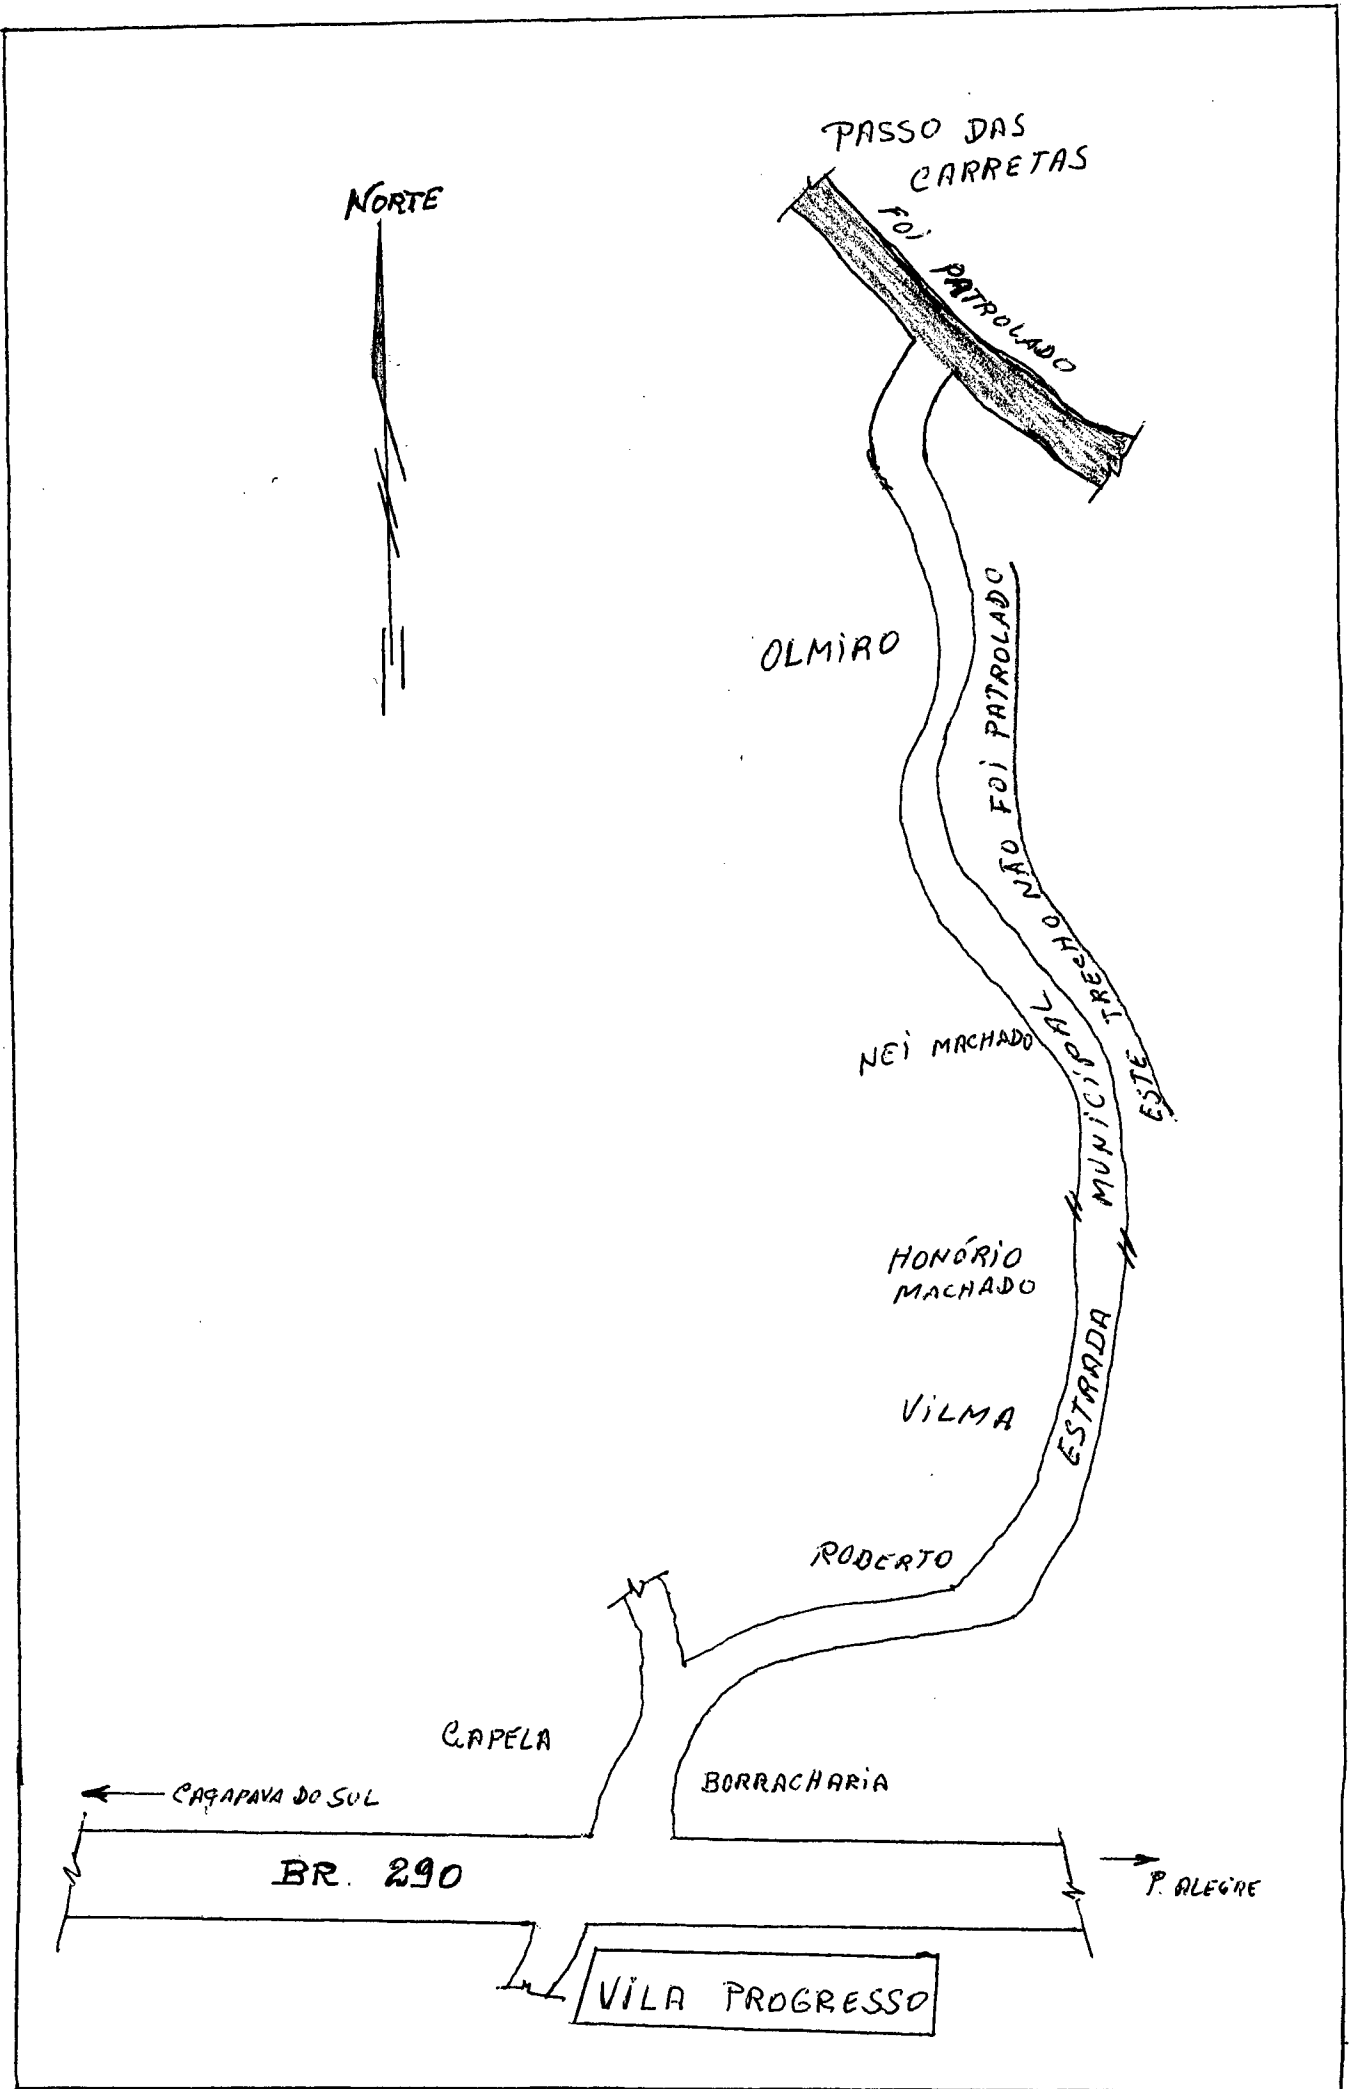 PASSO DAS
CARRETAS
NORTE
FOI PATROLADO
OLMIRO
ESTE TRECHO NÃO FOI PATROLADO
NEI MACHADO
ESTRADA MUNICIPAL
HONÓRIO
MACHADO
VILMA
ROBERTO
CAPELA
BORRACHARIA
CAÇAPAVA DO SUL
BR. 290
P. ALEGRE
VILA PROGRESSO